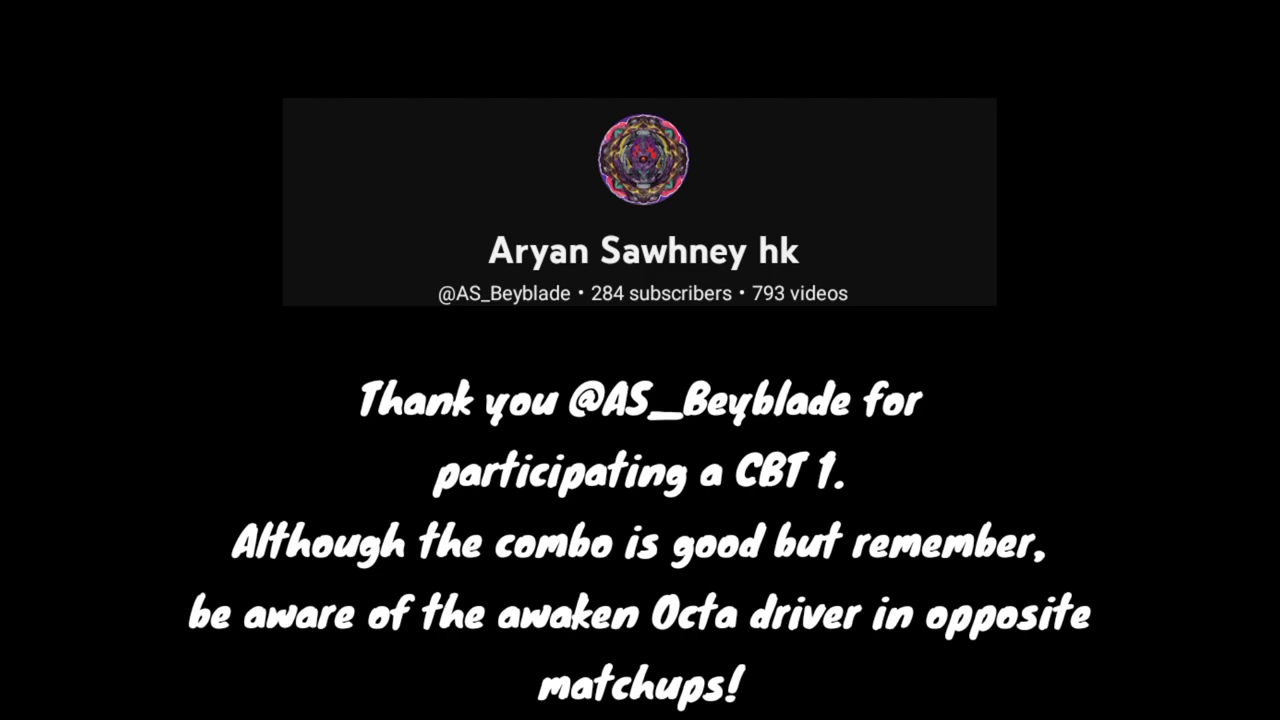 Aryan Sawhney hk
@AS_Beyblade • 284 subscribers • 793 videos
Thank you @AS_Beyblade for
participating a CBT 1.
Although the combo is good but remember,
be aware of the awaken Octa driver in opposite
matchups!